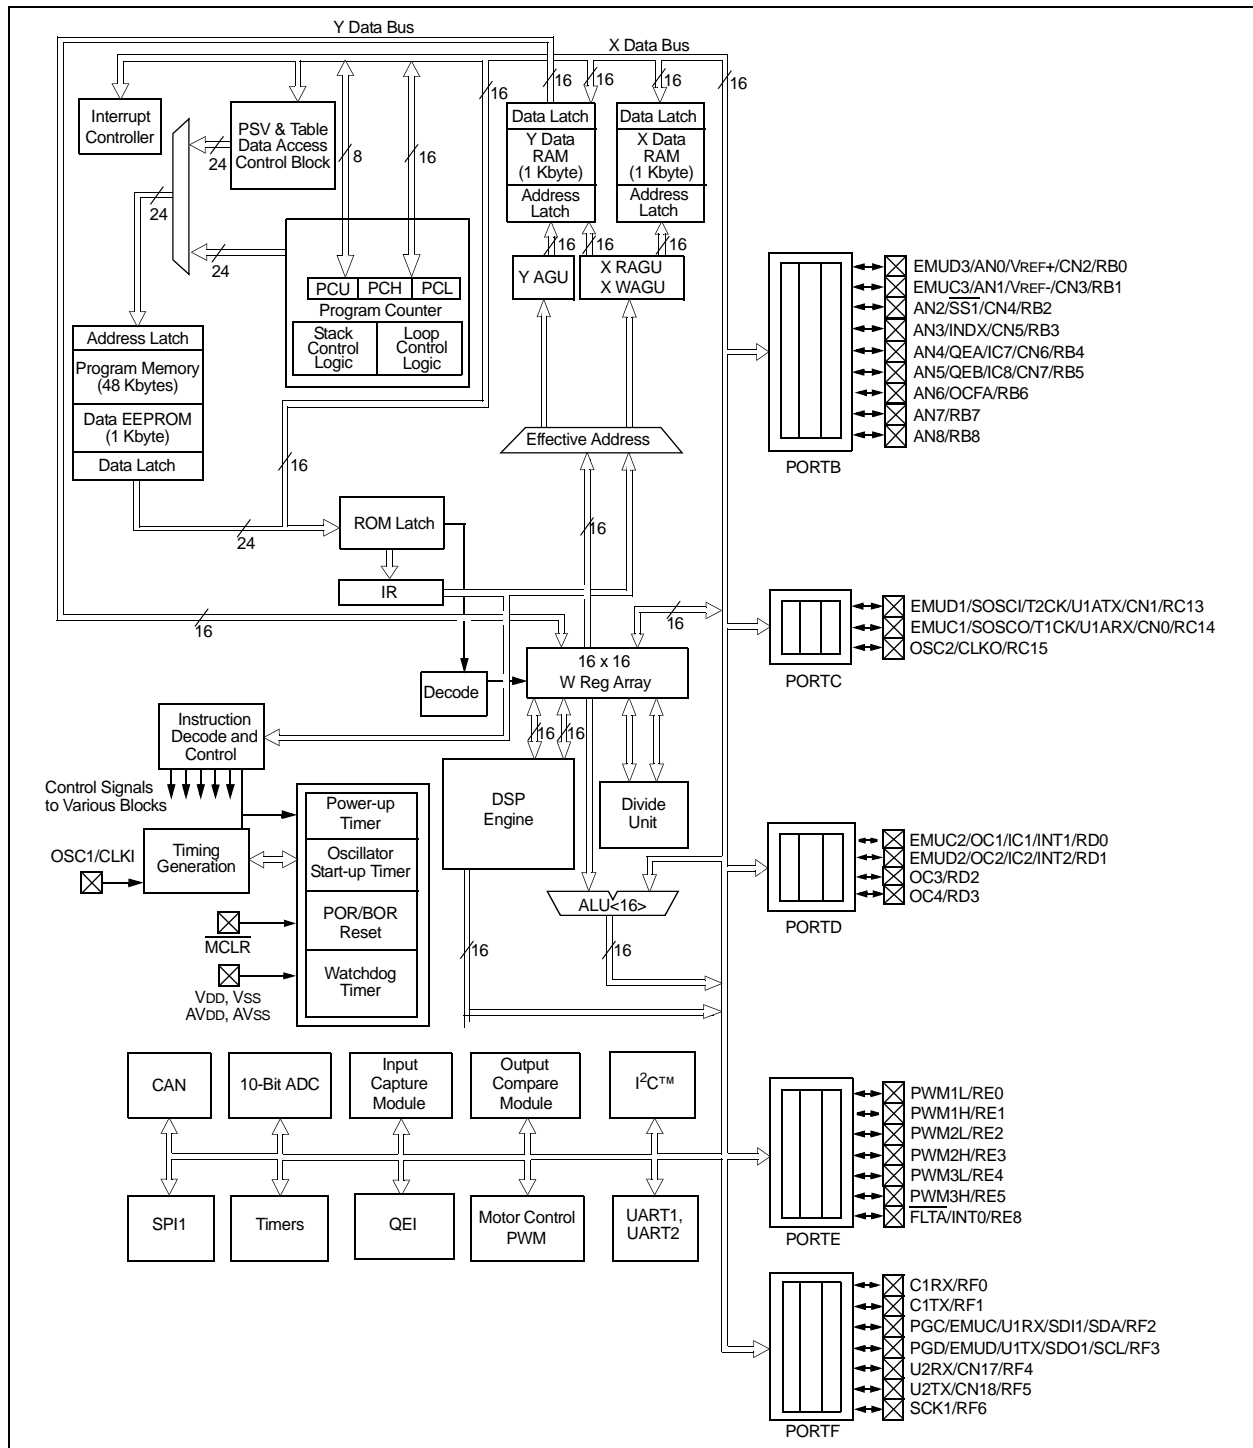 Y Data Bus
X Data Bus
16
16
16
16
16
Interrupt
Controller
PSV & Table
Data Access
Control Block
8
16
24
24
24
Data Latch
Y Data
RAM
(1 Kbyte)
Address
Latch
Data Latch
X Data
RAM
(1 Kbyte)
Address
Latch
16
16
16
Y AGU
X RAGU
X WAGU
PCU
PCH
PCL
Program Counter
Stack
Control
Logic
Loop
Control
Logic
Address Latch
Program Memory
(48 Kbytes)
Data EEPROM
(1 Kbyte)
Data Latch
Effective Address
16
24
ROM Latch
16
IR
16
16
16 x 16
W Reg Array
Decode
Instruction
Decode and
Control
16
16
Control Signals
to Various Blocks
DSP
Engine
Divide
Unit
Power-up
Timer
OSC1/CLKI
Timing
Generation
Oscillator
Start-up Timer
ALU<16>
POR/BOR
Reset
MCLR
16
16
Watchdog
Timer
VDD, VSS
AVDD, AVSS
CAN
10-Bit ADC
Input
Capture
Module
Output
Compare
Module
I2C™
SPI1
Timers
QEI
Motor Control
PWM
UART1,
UART2
EMUD3/AN0/VREF+/CN2/RB0
EMUC3/AN1/VREF-/CN3/RB1
AN2/SS1/CN4/RB2
AN3/INDX/CN5/RB3
AN4/QEA/IC7/CN6/RB4
AN5/QEB/IC8/CN7/RB5
AN6/OCFA/RB6
AN7/RB7
AN8/RB8
PORTB
EMUD1/SOSCI/T2CK/U1ATX/CN1/RC13
EMUC1/SOSCO/T1CK/U1ARX/CN0/RC14
OSC2/CLKO/RC15
PORTC
EMUC2/OC1/IC1/INT1/RD0
EMUD2/OC2/IC2/INT2/RD1
OC3/RD2
OC4/RD3
PORTD
PWM1L/RE0
PWM1H/RE1
PWM2L/RE2
PWM2H/RE3
PWM3L/RE4
PWM3H/RE5
FLTA/INT0/RE8
PORTE
C1RX/RF0
C1TX/RF1
PGC/EMUC/U1RX/SDI1/SDA/RF2
PGD/EMUD/U1TX/SDO1/SCL/RF3
U2RX/CN17/RF4
U2TX/CN18/RF5
SCK1/RF6
PORTF